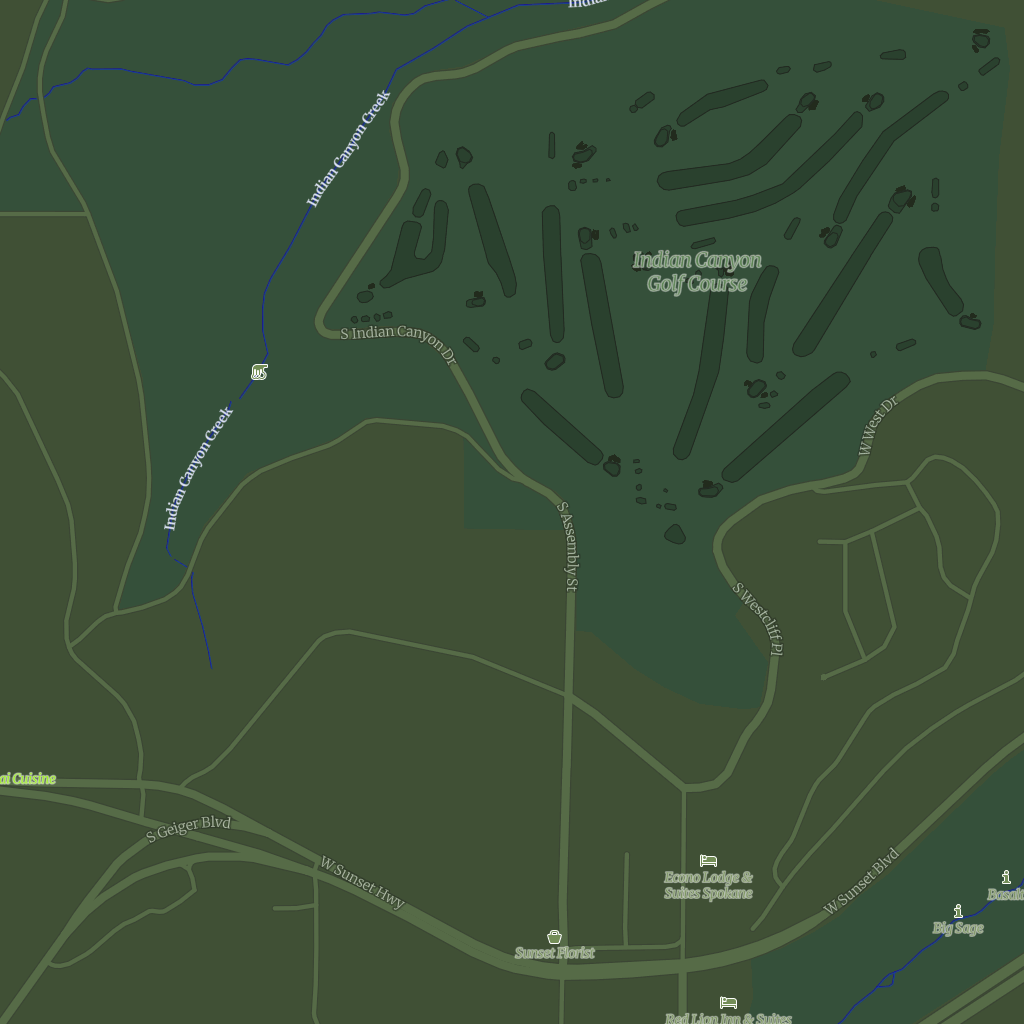 Indian Canyon Creek
Indian Canyon
Golf Course
S Indian Canyon Dr
W West Dr
Indian Canyon Creek
S Assembly St
S Westcliff Pl
ai Cuisine
S Geiger Blvd
W Sunset Hwy
Econo Lodge &
Suites Spokane
W Sunset Blvd
Basalt
Big Sage
Sunset Florist
Red Lion Inn & Suites